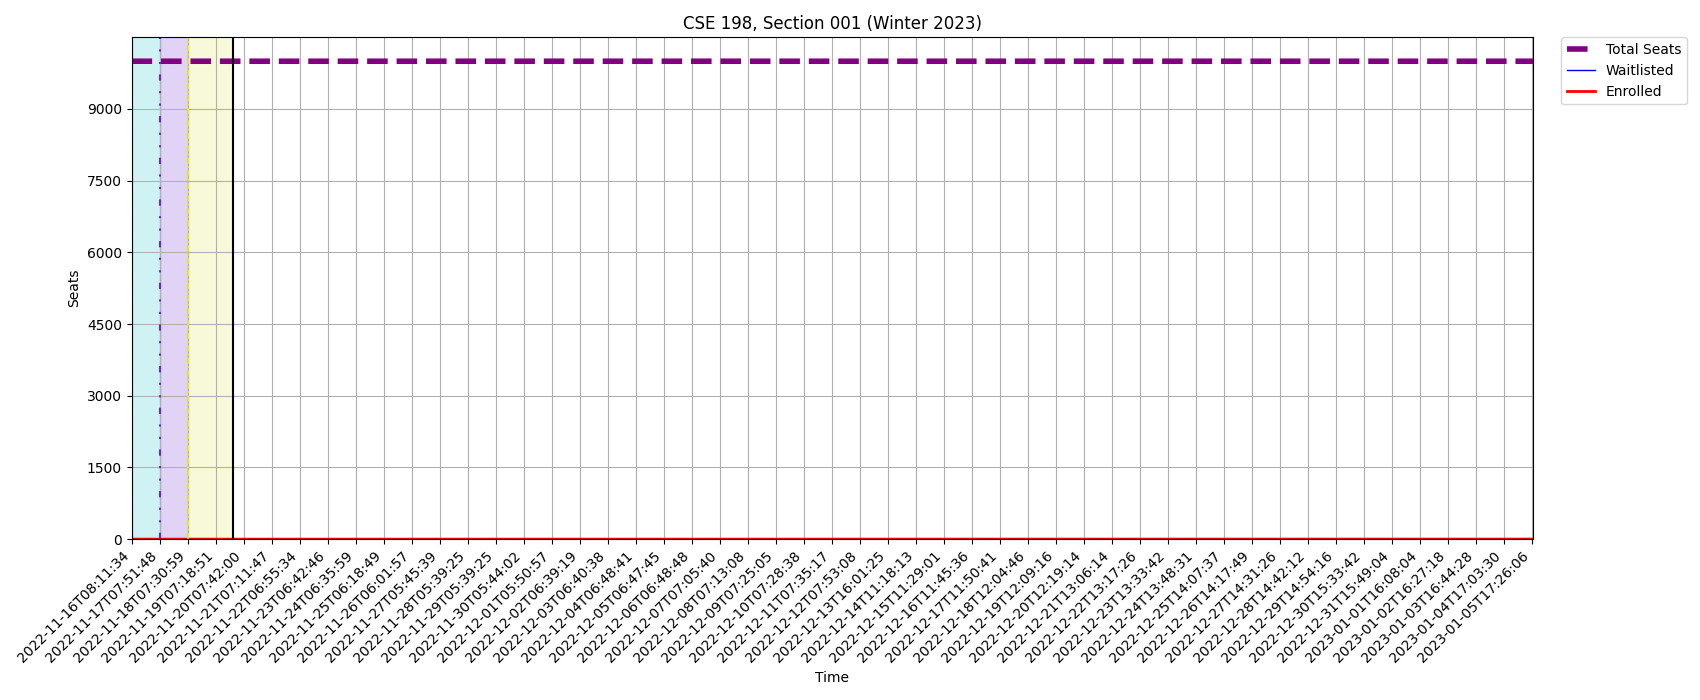 CSE 198, Section 001 (Winter 2023)
Total Seats
Waitlisted
Enrolled
9000
7500
6000
4500
3000
1500
0
Seats
2022-11-16T08:11:34
2022-11-17T07:51:48
2022-11-18T07:30:59
2022-11-19T07:18:51
2022-11-20T07:42:00
2022-11-21T07:11:47
2022-11-22T06:55:34
2022-11-23T06:42:46
2022-11-24T06:35:59
2022-11-25T06:18:49
2022-11-26T06:01:57
2022-11-27T05:45:39
2022-11-28T05:39:25
2022-11-29T05:39:25
2022-11-30T05:44:02
2022-12-01T05:50:57
2022-12-02T06:39:19
2022-12-03T06:40:38
2022-12-04T06:48:41
2022-12-05T06:47:45
2022-12-06T06:48:48
2022-12-07T07:05:40
2022-12-08T07:13:08
2022-12-09T07:25:05
2022-12-10T07:28:38
2022-12-11T07:35:17
2022-12-12T07:53:08
2022-12-13T16:01:25
2022-12-14T11:18:13
2022-12-15T11:29:01
2022-12-16T11:45:36
2022-12-17T11:50:41
2022-12-18T12:04:46
2022-12-19T12:09:16
2022-12-20T12:19:14
2022-12-21T13:06:14
2022-12-22T13:17:26
2022-12-23T13:33:42
2022-12-24T13:48:31
2022-12-25T14:07:37
2022-12-26T14:17:49
2022-12-27T14:31:26
2022-12-28T14:42:12
2022-12-29T14:54:16
2022-12-30T15:33:42
2022-12-31T15:49:04
2023-01-01T16:08:04
2023-01-02T16:27:18
2023-01-03T16:44:28
2023-01-04T17:03:30
2023-01-05T17:26:06
Time